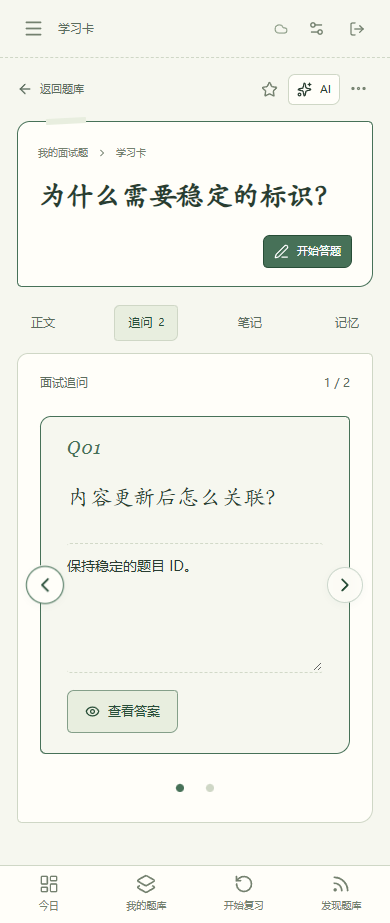 学习卡
返回题库
AI
我的面试题 > 学习卡
为什么需要稳定的标识?
开始答题
正文
追问 2
笔记
记忆
面试追问
1 / 2
Q01
内容更新后怎么关联?
保持稳定的题目 ID。
查看答案
今日
我的题库
开始复习
发现题库